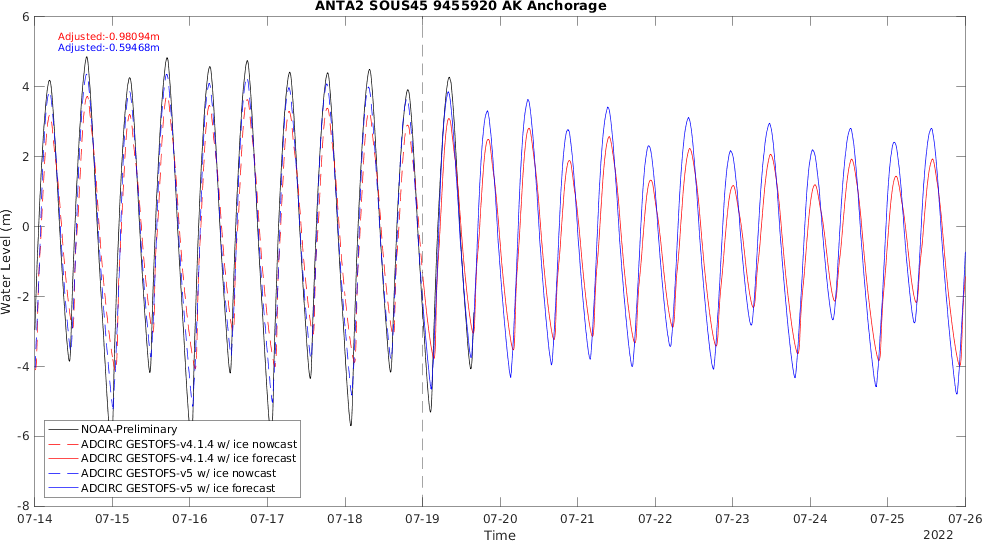 ANTA2 SOUS45 9455920 AK Anchorage
Adjusted:-0.98094m
Adjusted:-0.59468m
6
4
2
0
-2
-4
-6
-8
Water Level (m)
NOAA-Preliminary
ADCIRC GESTOFS-v4.1.4 w/ ice nowcast
ADCIRC GESTOFS-v4.1.4 w/ ice forecast
ADCIRC GESTOFS-v5 w/ ice nowcast
ADCIRC GESTOFS-v5 w/ ice forecast
07-14 07-15 07-16 07-17 07-18 07-19 07-20 07-21 07-22 07-23 07-24 07-25 07-26
Time
2022